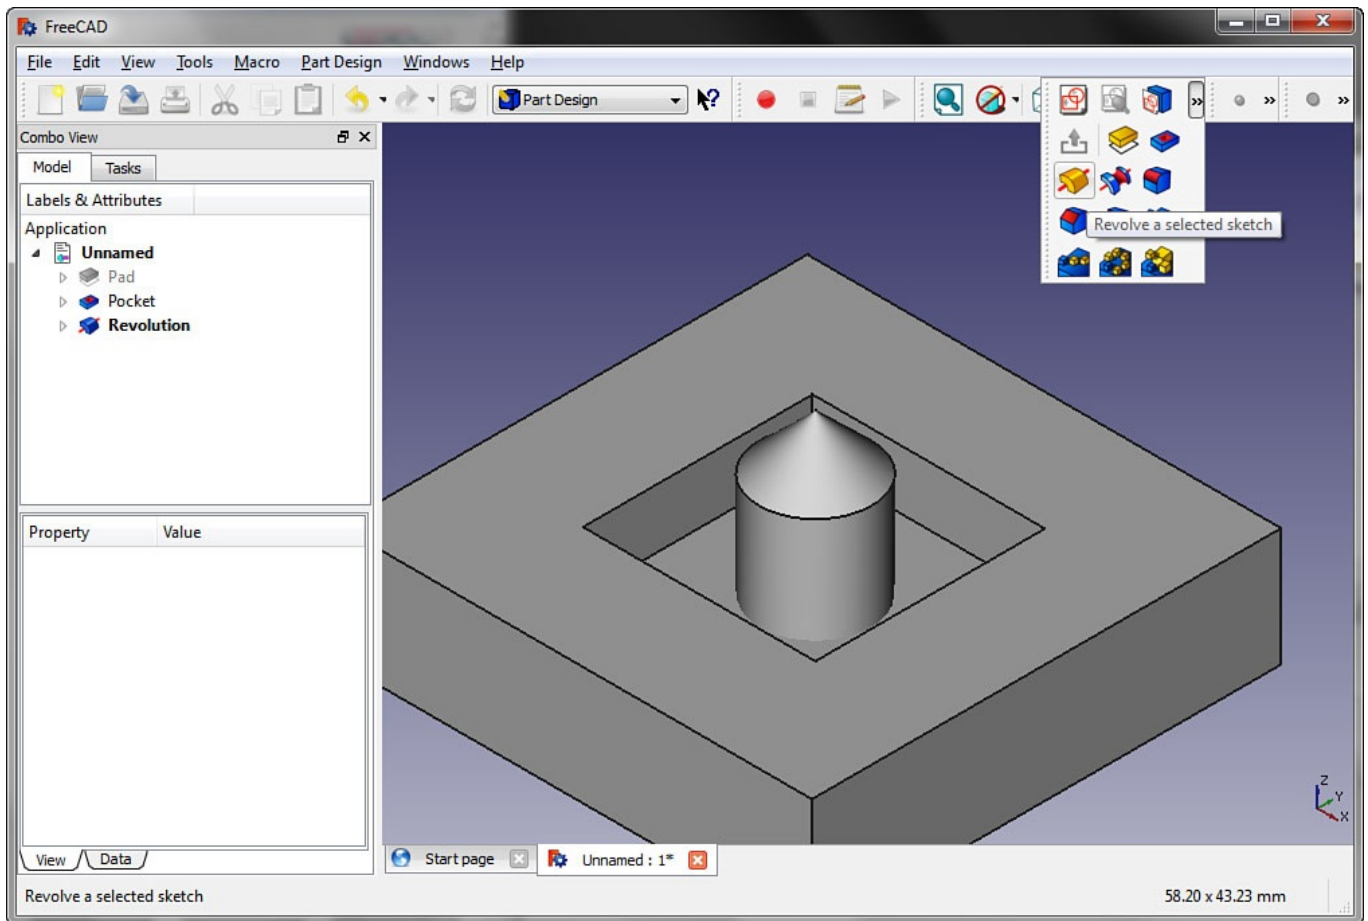 FreeCAD
File Edit View Tools Macro Part Design Windows Help
Part Design
Combo View
Model Tasks
Labels & Attributes
Revolve a selected sketch
Application
Unnamed
Pad
Pocket
Revolution
Property Value
Z
Y
X
View Data
Start page Unnamed : 1*
Revolve a selected sketch 58.20 x 43.23 mm